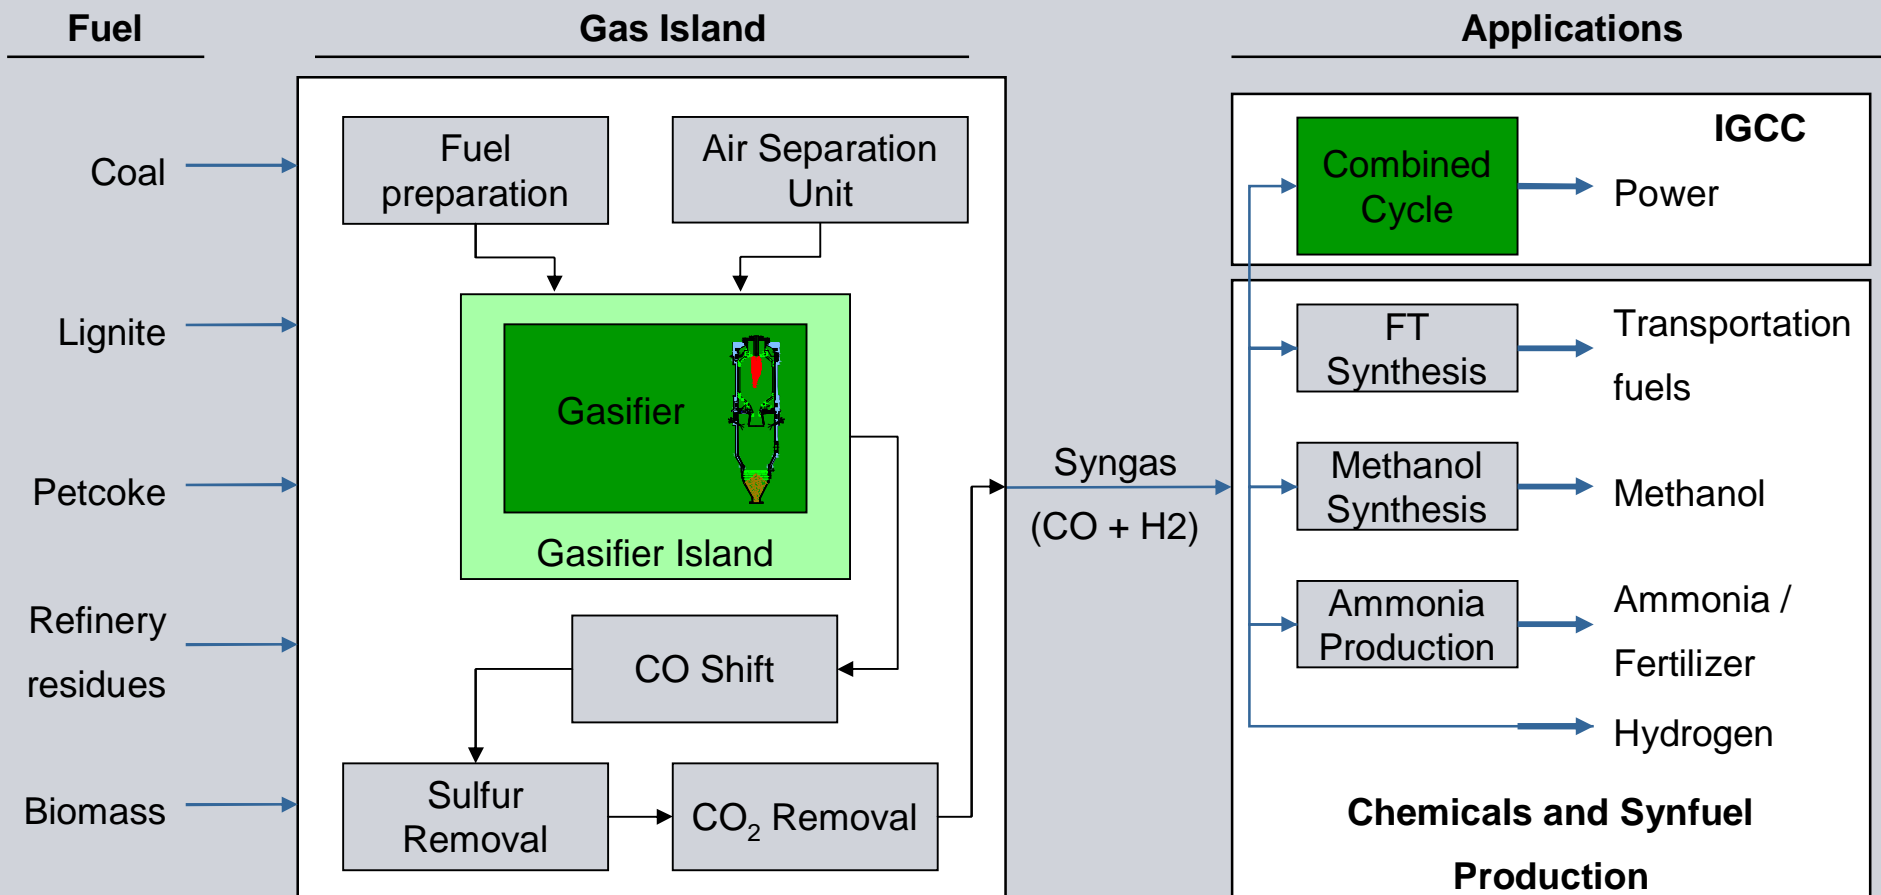 Fuel
Gas Island
Applications
Coal
Lignite
Petcoke
Refinery
residues
Biomass
Fuel
preparation
Air Separation
Unit
Gasifier
Gasifier Island
CO Shift
Sulfur
Removal
CO₂ Removal
Syngas
(CO + H2)
IGCC
Combined
Cycle
Power
FT
Synthesis
Transportation
fuels
Methanol
Synthesis
Methanol
Ammonia
Production
Ammonia /
Fertilizer
Hydrogen
Chemicals and Synfuel
Production